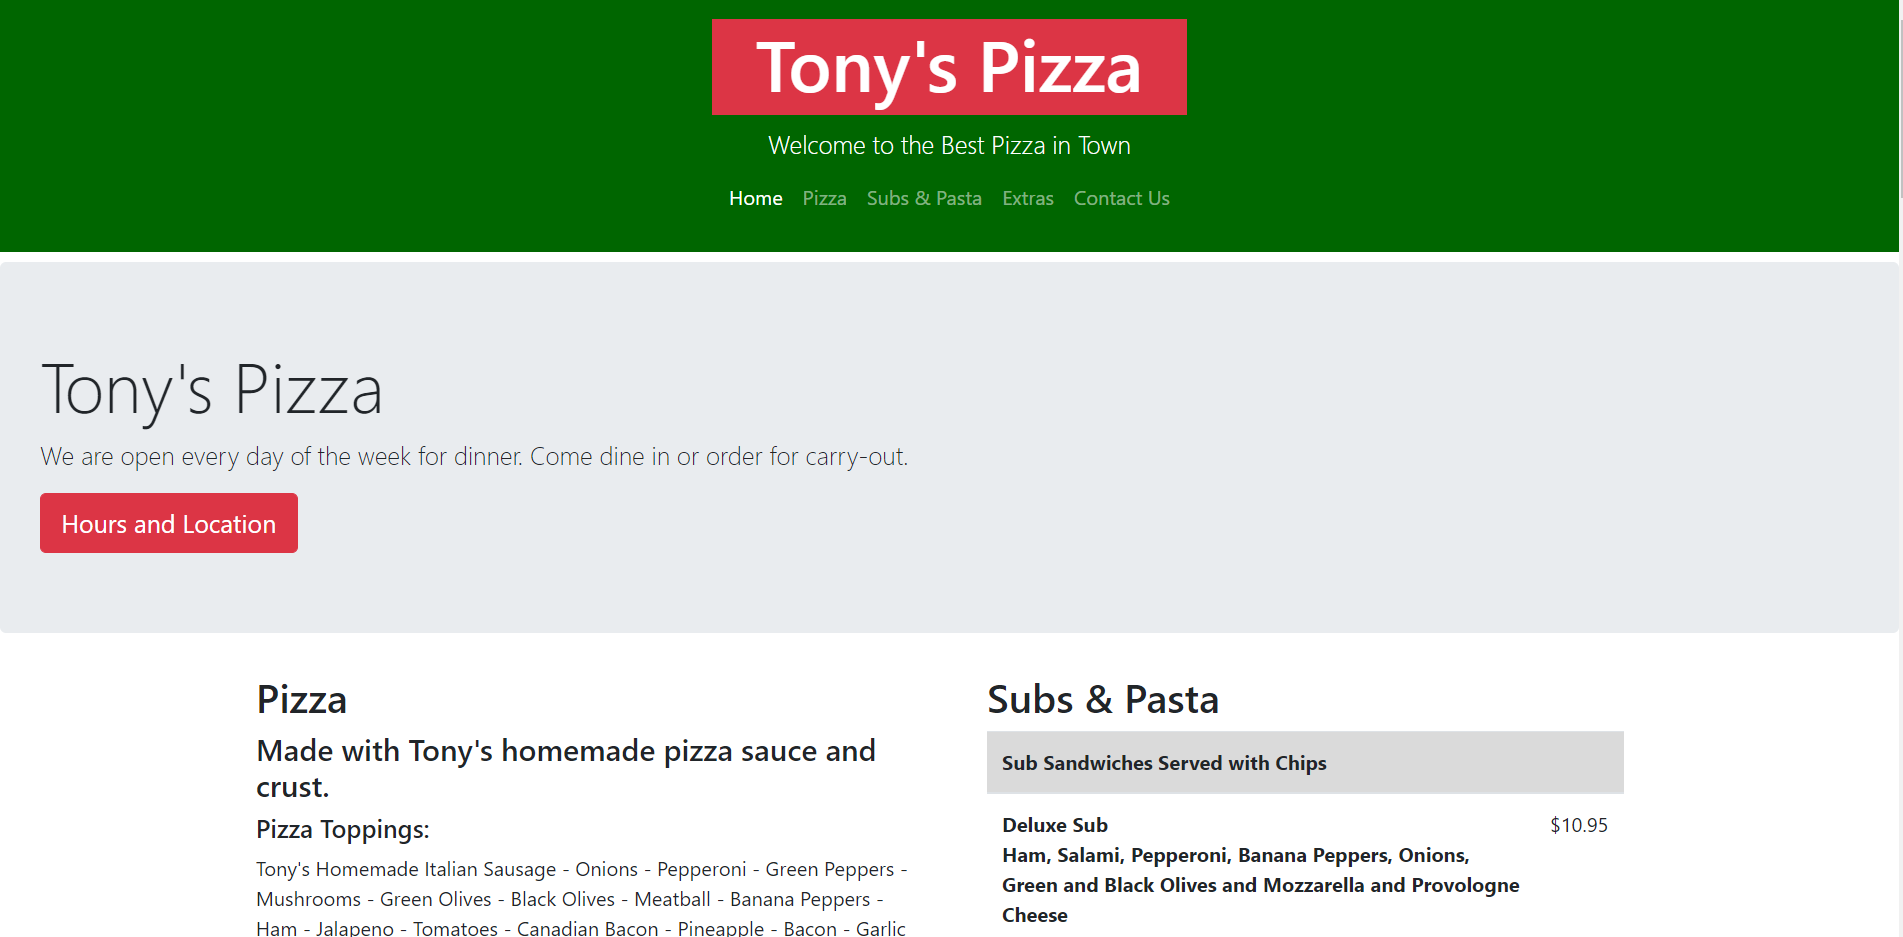 Tony's Pizza
Welcome to the Best Pizza in Town
Home Pizza Subs & Pasta Extras Contact Us
Tony's Pizza
We are open every day of the week for dinner. Come dine in or order for carry-out.
Hours and Location
Pizza
Made with Tony's homemade pizza sauce and
crust.
Pizza Toppings:
Tony's Homemade Italian Sausage - Onions - Pepperoni - Green Peppers -
Mushrooms - Green Olives - Black Olives - Meatball - Banana Peppers -
Ham - Jalapeno - Tomatoes - Canadian Bacon - Pineapple - Bacon - Garlic
Subs & Pasta
Sub Sandwiches Served with Chips
Deluxe Sub $10.95
Ham, Salami, Pepperoni, Banana Peppers, Onions,
Green and Black Olives and Mozzarella and Provologne
Cheese